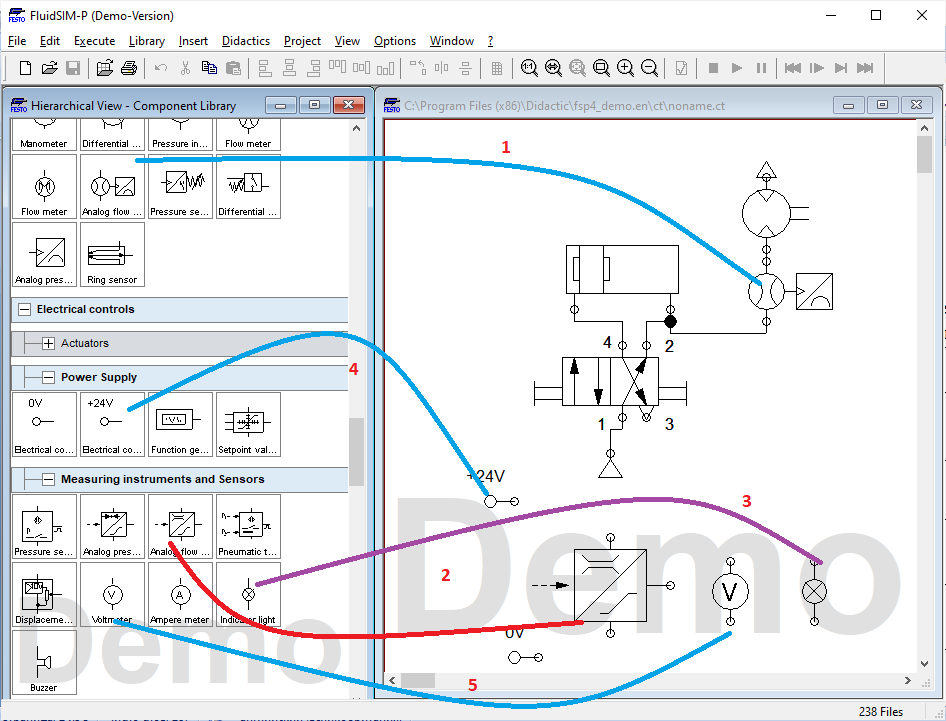 FluidSIM-P (Demo-Version)
File Edit Execute Library Insert Didactics Project View Options Window ?
Hierarchical View - Component Library
C:\Program Files (x86)\Didactic\fsp4_demo.en\ct\noname.ct
Manometer Differential ... Pressure in... Flow meter
Flow meter Analog flow ... Pressure se... Differential ...
Analog pres... Ring sensor
Electrical controls
Actuators
Power Supply
0V +24V
Electrical co... Electrical co... Function ge... Setpoint val...
Measuring instruments and Sensors
Pressure se... Analog pres... Analog flow ... Pneumatic t...
Displaceme... Voltmeter Ampere meter Indicator light
Buzzer
1
4
2
1
3
4
+24V
3
2
V
0V
5
Demo
Demo
238 Files